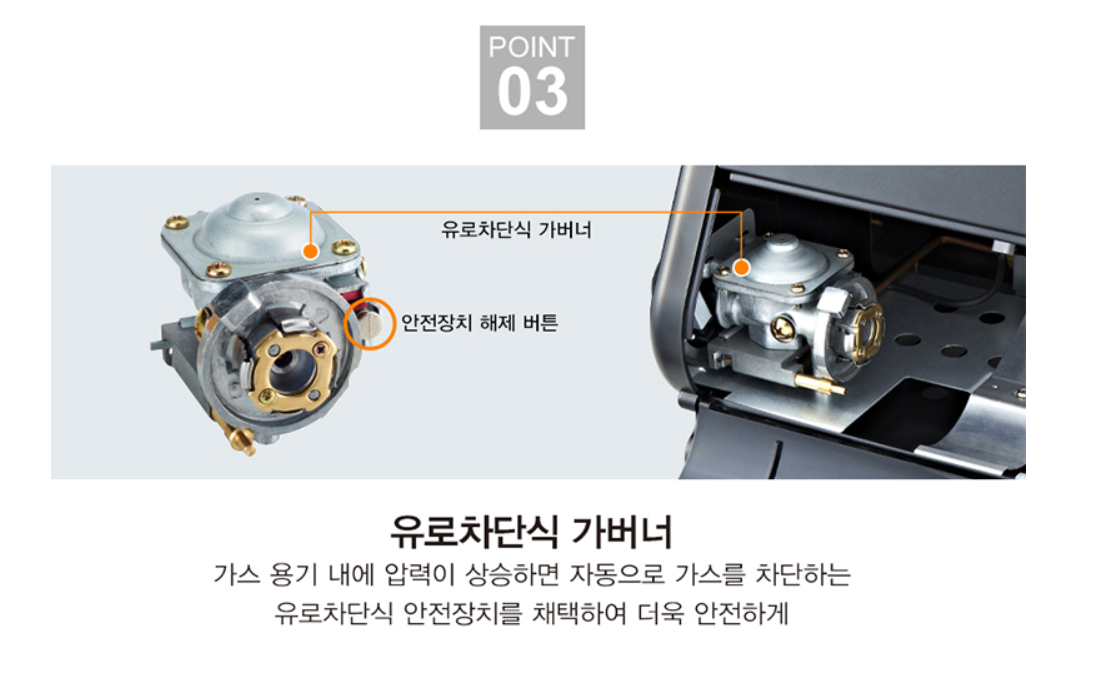 POINT
03
유로차단식 가버너
안전장치 해제 버튼
유로차단식 가버너
가스 용기 내에 압력이 상승하면 자동으로 가스를 차단하는
유로차단식 안전장치를 채택하여 더욱 안전하게